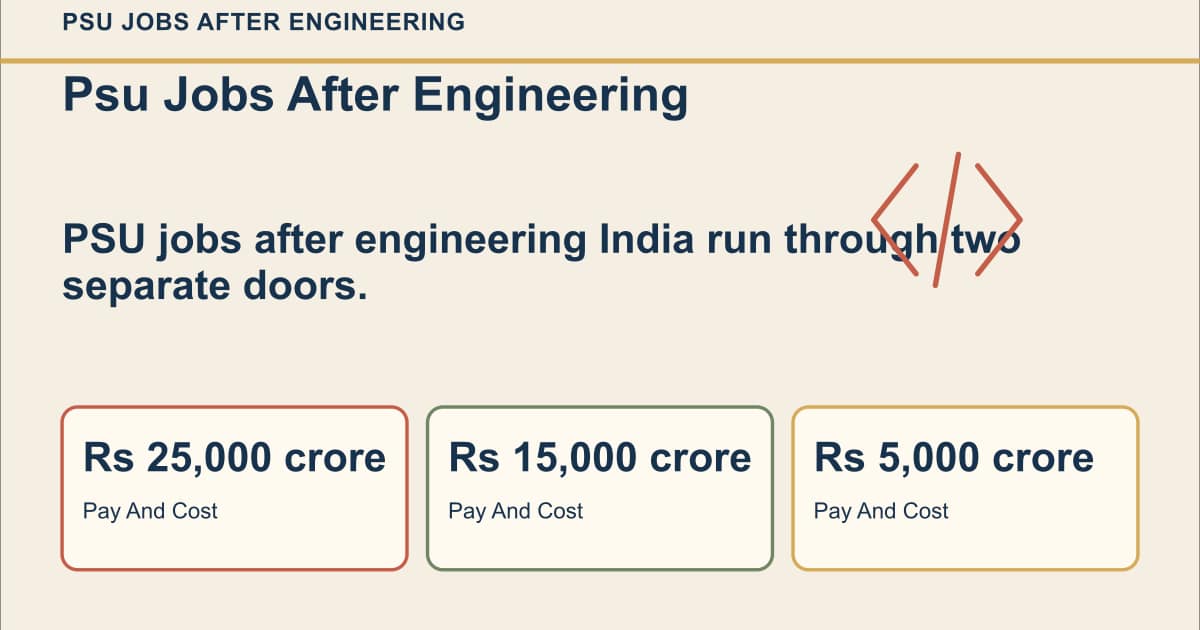 PSU JOBS AFTER ENGINEERING
Psu Jobs After Engineering
PSU jobs after engineering India run through two
separate doors.
Rs 25,000 crore
Pay And Cost
Rs 15,000 crore
Pay And Cost
Rs 5,000 crore
Pay And Cost